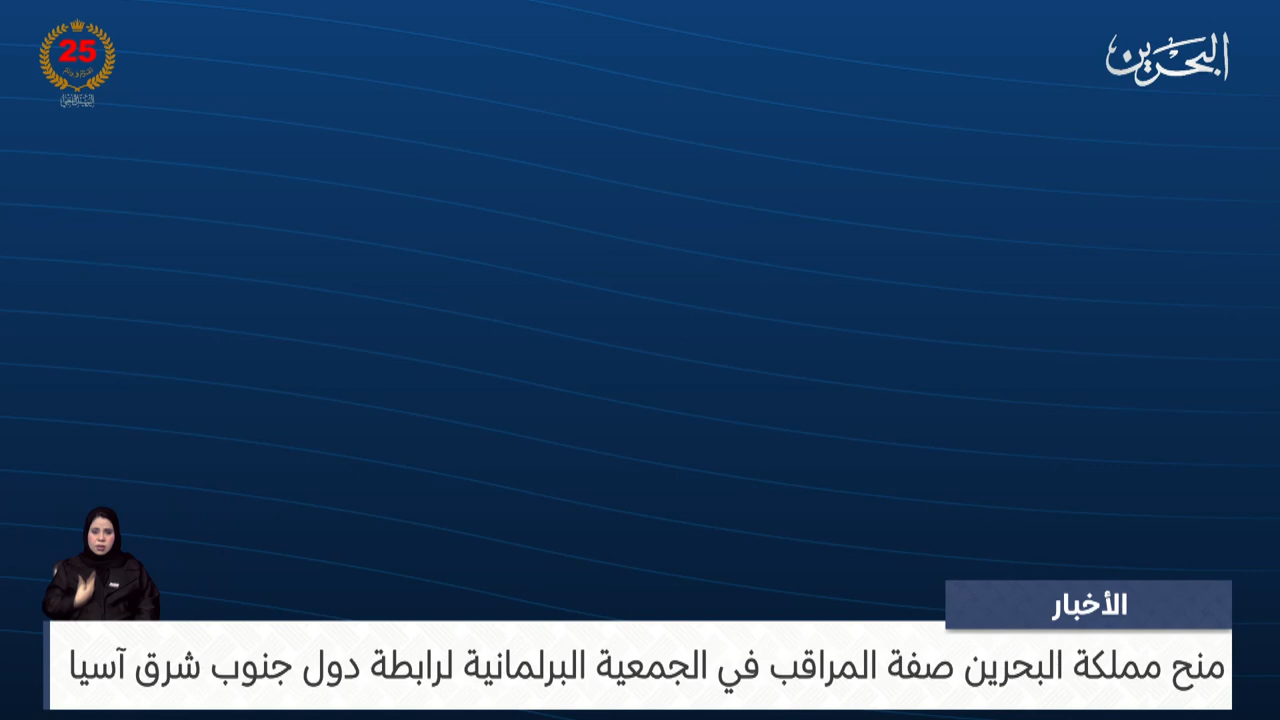 البحرين
25
الأخبار
منح مملكة البحرين صفة المراقب في الجمعية البرلمانية لرابطة دول جنوب شرق آسيا